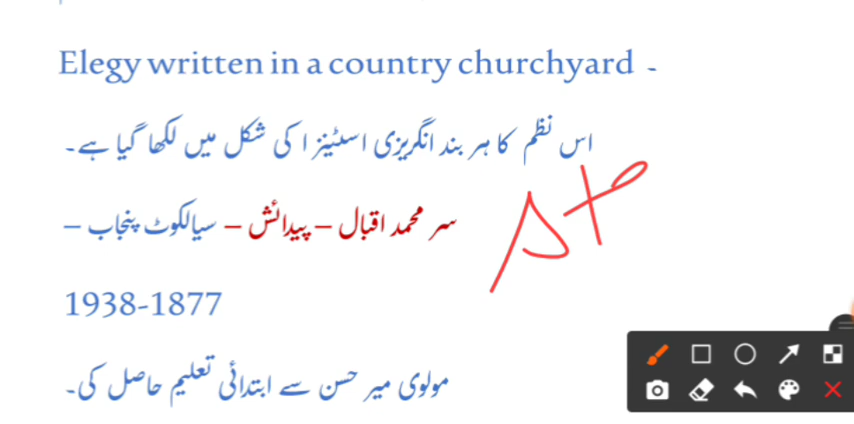 Elegy written in a country churchyard -
اس نظم کا ہر بند انگریزی اسٹینزا کی شکل میں لکھا گیا ہے۔
سر محمد اقبال – پیدائش – سیالکوٹ پنجاب –
1938-1877
مولوی میر حسن سے ابتدائی تعلیم حاصل کی۔